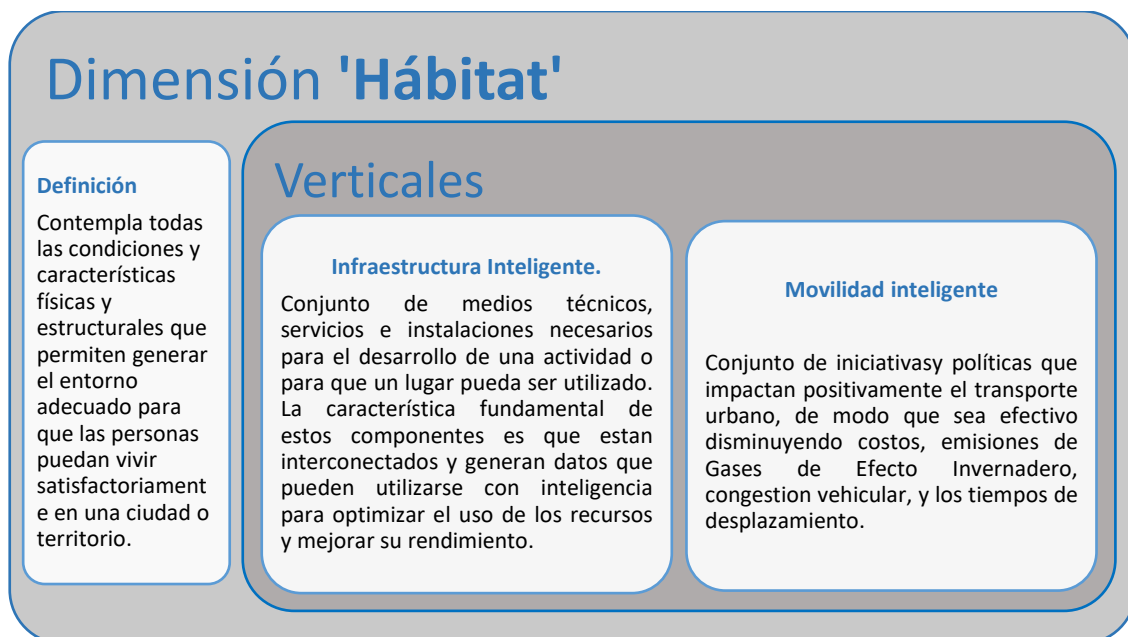 Dimensión 'Hábitat'
Definición
Contempla todas
las condiciones y
características
físicas y
estructurales que
permiten generar
el entorno
adecuado para
que las personas
puedan vivir
satisfactoriament
e en una ciudad o
territorio.
Verticales
Infraestructura Inteligente.
Conjunto de medios técnicos,
servicios e instalaciones necesarios
para el desarrollo de una actividad o
para que un lugar pueda ser utilizado.
La característica fundamental de
estos componentes es que estan
interconectados y generan datos que
pueden utilizarse con inteligencia
para optimizar el uso de los recursos
y mejorar su rendimiento.
Movilidad inteligente
Conjunto de iniciativasy políticas que
impactan positivamente el transporte
urbano, de modo que sea efectivo
disminuyendo costos, emisiones de
Gases de Efecto Invernadero,
congestion vehicular, y los tiempos de
desplazamiento.